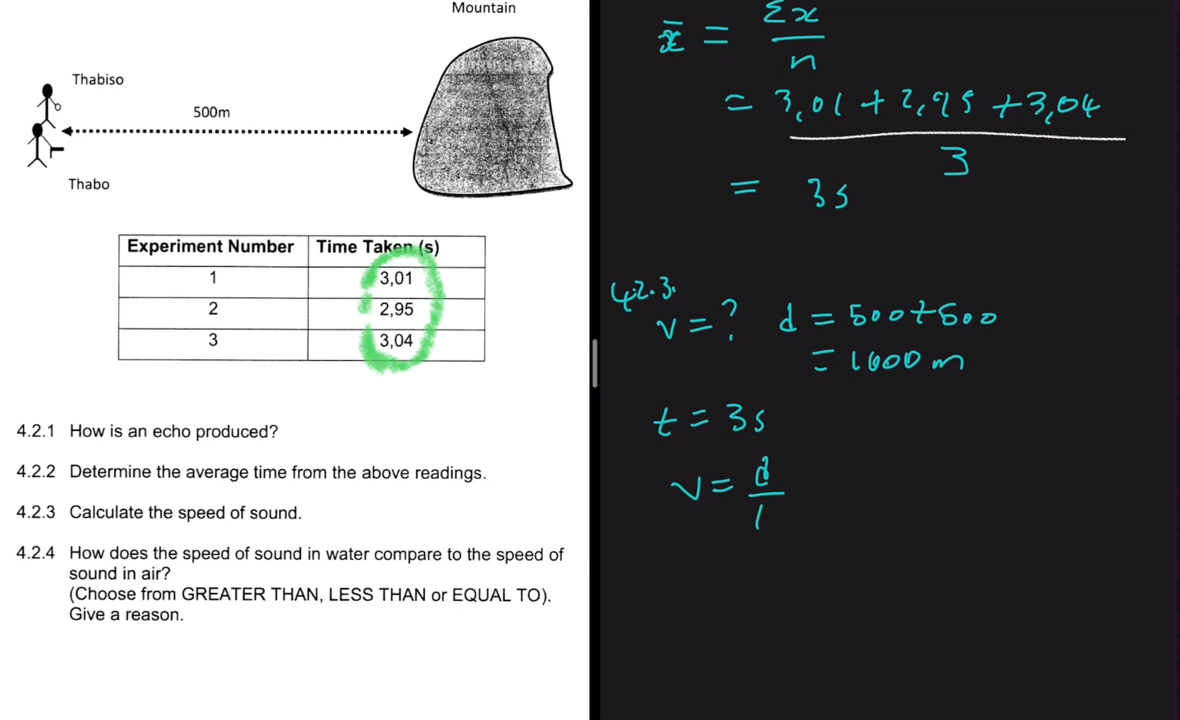 Mountain
Thabiso
500m
Thabo
Experiment Number Time Taken (s)
1 3,01
2 2,95
3 3,04
4.2.1 How is an echo produced?
4.2.2 Determine the average time from the above readings.
4.2.3 Calculate the speed of sound.
4.2.4 How does the speed of sound in water compare to the speed of
sound in air?
(Choose from GREATER THAN, LESS THAN or EQUAL TO).
Give a reason.
x̄ = Σx
n
= 3,01 + 2,95 + 3,04
3
= 3s
4.2.3.
v = ? d = 500+500
= 1000 m
t = 3s
v = d